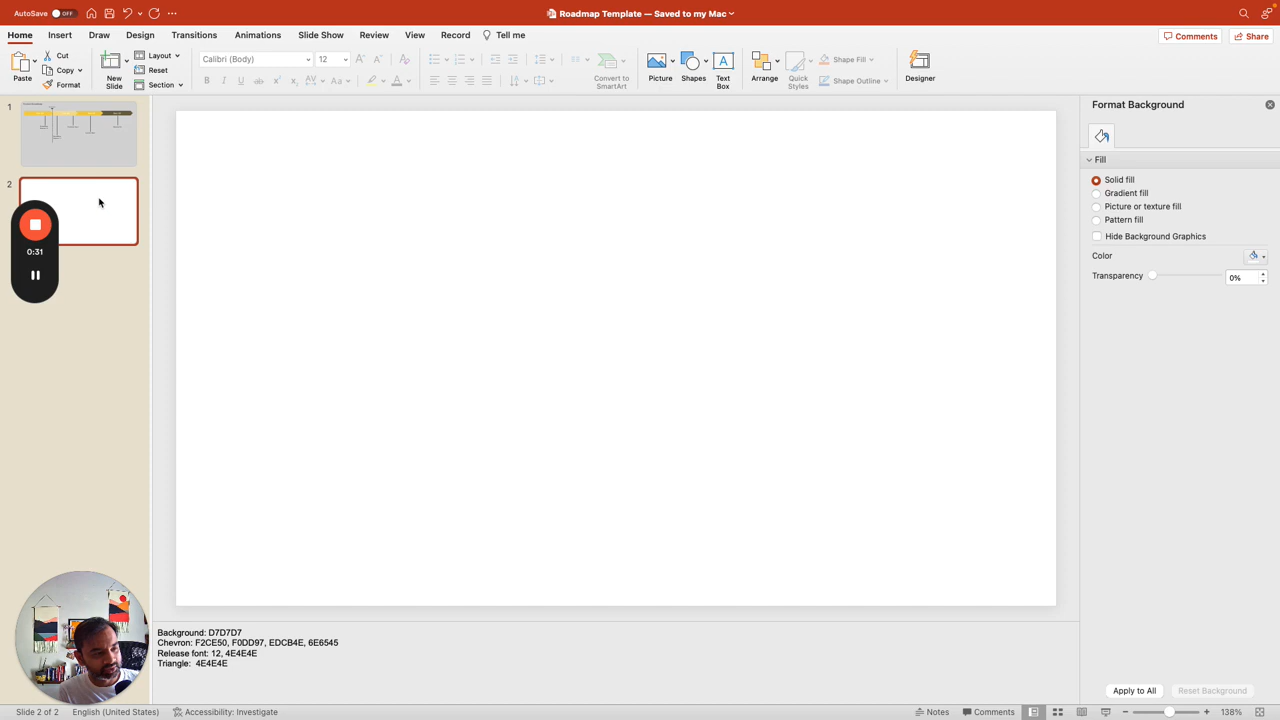 AutoSave OFF
Roadmap Template — Saved to my Mac
Home Insert Draw Design Transitions Animations Slide Show Review View Record Tell me
Comments Share
Paste
Cut
Copy
Format
New Slide
Layout
Reset
Section
Calibri (Body) 12
Convert to SmartArt
Picture
Shapes
Text Box
Arrange
Quick Styles
Shape Fill
Shape Outline
Designer
1
2
0:31
Format Background
Fill
Solid fill
Gradient fill
Picture or texture fill
Pattern fill
Hide Background Graphics
Color
Transparency 0%
Background: D7D7D7
Chevron: F2CE50, F0DD97, EDCB4E, 6E6545
Release font: 12, 4E4E4E
Triangle: 4E4E4E
Apply to All Reset Background
Slide 2 of 2 English (United States) Accessibility: Investigate Notes Comments 138%